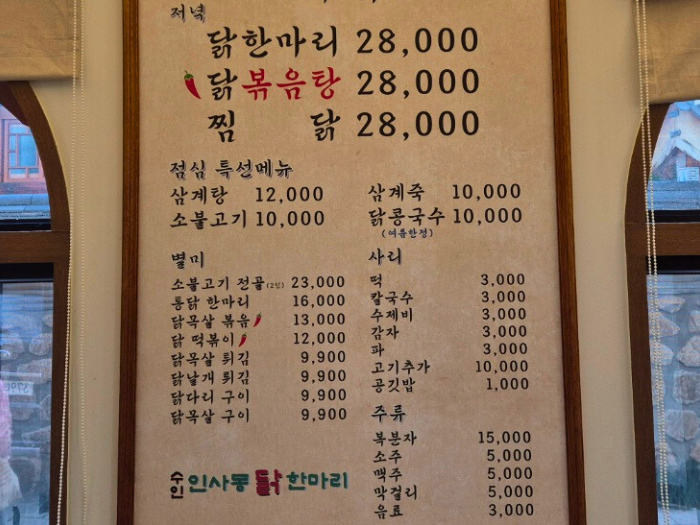 저녁
닭한마리 28,000
닭볶음탕 28,000
찜 닭 28,000
점심 특선메뉴
삼계탕 12,000
소불고기 10,000
삼계죽 10,000
닭콩국수 10,000
(여름한정)
별미
소불고기 전골(2인) 23,000
통닭 한마리 16,000
닭목살 볶음 13,000
닭 떡볶이 12,000
닭목살 튀김 9,900
닭날개 튀김 9,900
닭다리 구이 9,900
닭목살 구이 9,900
사리
떡 3,000
칼국수 3,000
수제비 3,000
감자 3,000
파 3,000
고기추가 10,000
공깃밥 1,000
주류
복분자 15,000
소주 5,000
맥주 5,000
막걸리 5,000
음료 3,000
수인 인사동 닭 한마리